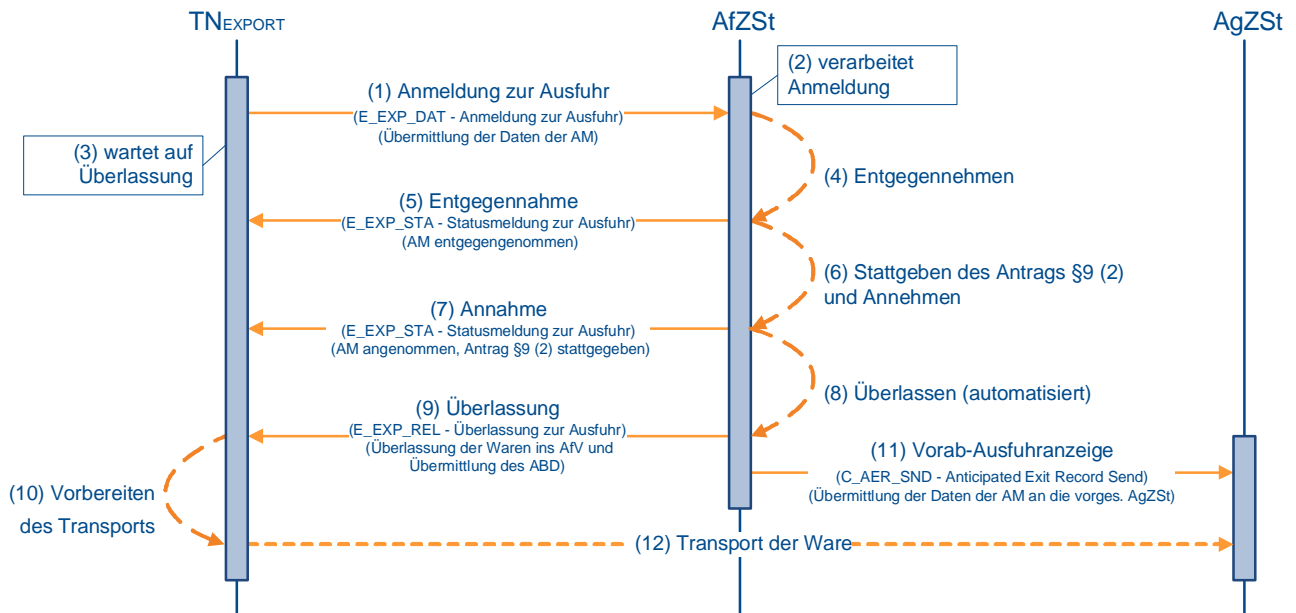 TNEXPORT
AfZSt
AgZSt
(2) verarbeitet
Anmeldung
(1) Anmeldung zur Ausfuhr
(E_EXP_DAT - Anmeldung zur Ausfuhr)
(Übermittlung der Daten der AM)
(3) wartet auf
Überlassung
(4) Entgegennehmen
(5) Entgegennahme
(E_EXP_STA - Statusmeldung zur Ausfuhr)
(AM entgegengenommen)
(6) Stattgeben des Antrags §9 (2)
und Annehmen
(7) Annahme
(E_EXP_STA - Statusmeldung zur Ausfuhr)
(AM angenommen, Antrag §9 (2) stattgegeben)
(8) Überlassen (automatisiert)
(9) Überlassung
(E_EXP_REL - Überlassung zur Ausfuhr)
(Überlassung der Waren ins AfV und
Übermittlung des ABD)
(11) Vorab-Ausfuhranzeige
(C_AER_SND - Anticipated Exit Record Send)
(Übermittlung der Daten der AM an die vorges. AgZSt)
(10) Vorbereiten
des Transports
(12) Transport der Ware